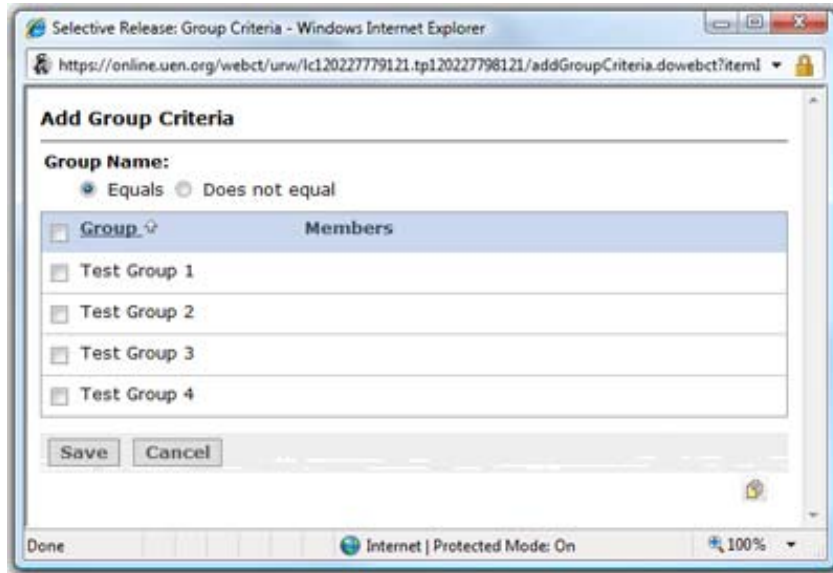 Selective Release: Group Criteria - Windows Internet Explorer
https://online.uen.org/webct/urw/lc120227779121.tp120227798121/addGroupCriteria.dowebct?itemI
Add Group Criteria
Group Name:
Equals Does not equal
Group Members
Test Group 1
Test Group 2
Test Group 3
Test Group 4
Save Cancel
Done Internet | Protected Mode: On 100%